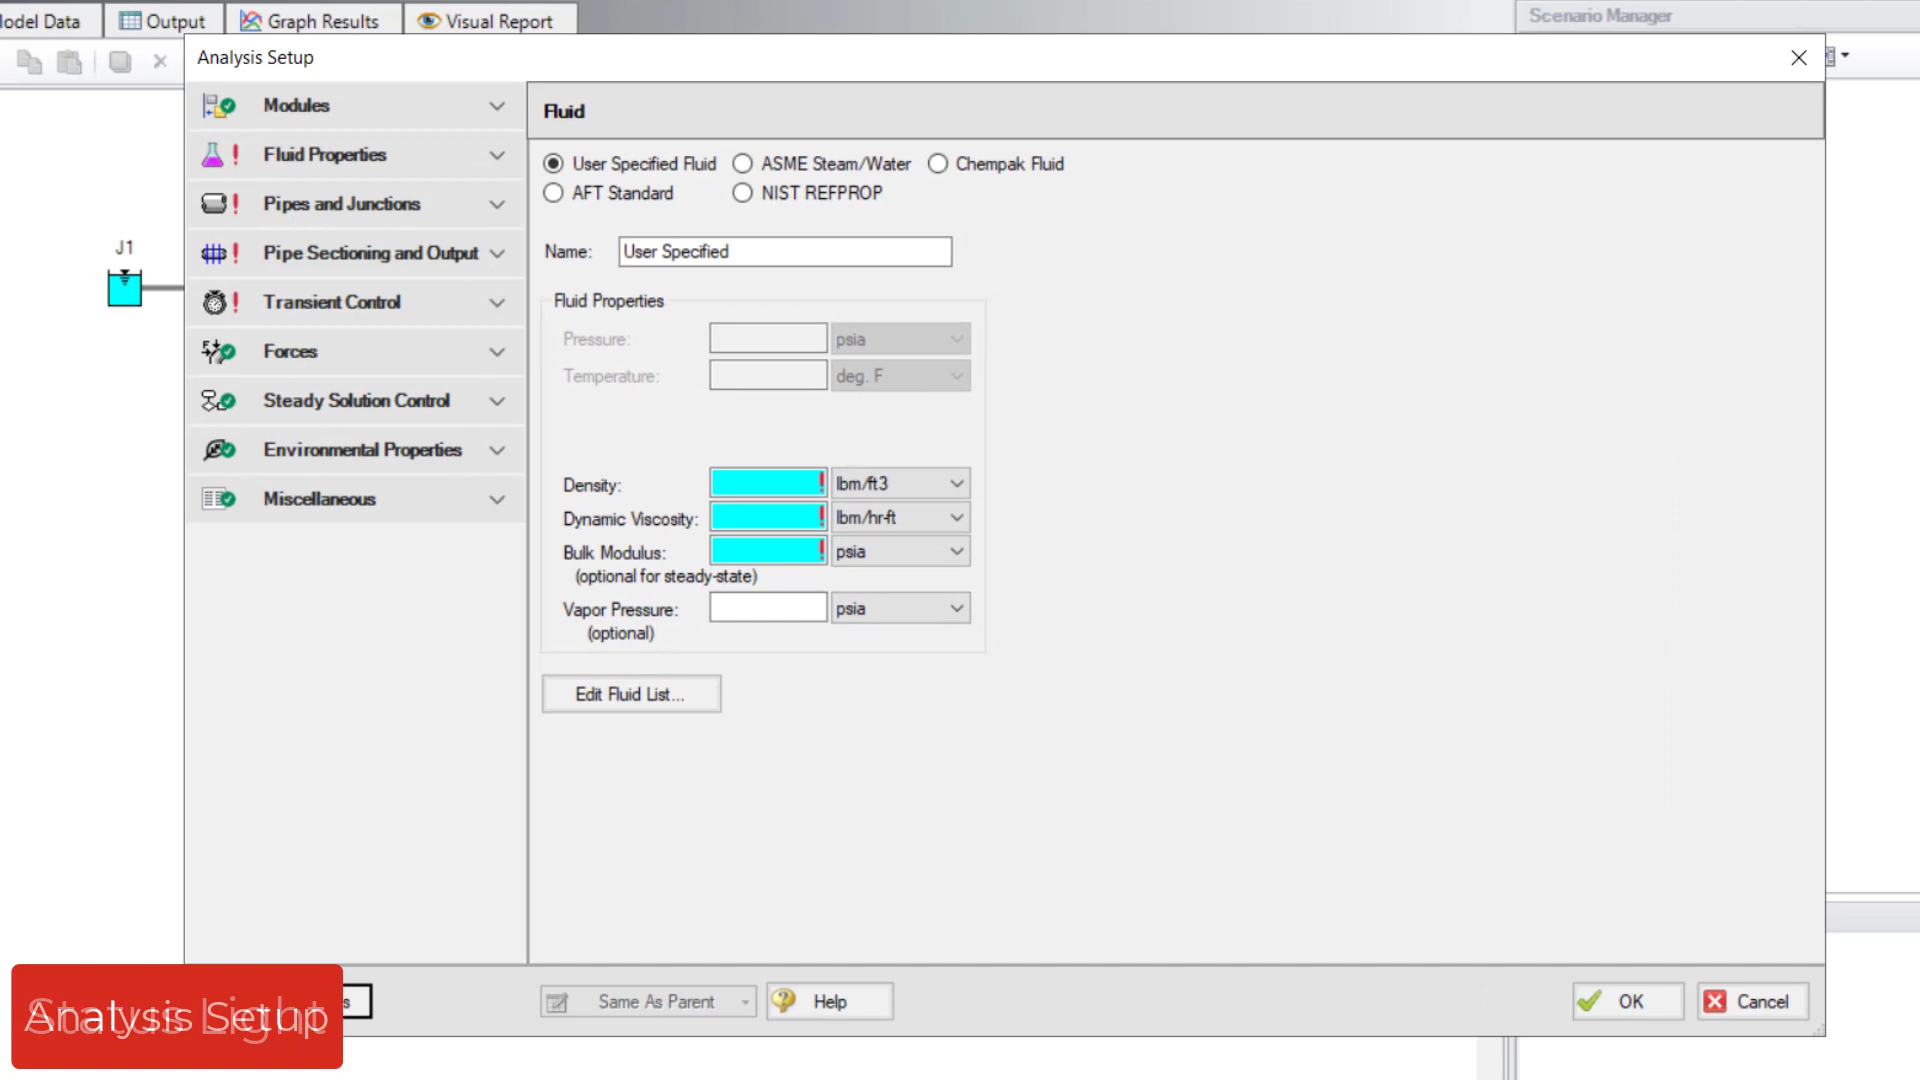 odel Data
Output
Graph Results
Visual Report
Scenario Manager
Analysis Setup
Modules
Fluid Properties
Pipes and Junctions
Pipe Sectioning and Output
Transient Control
Forces
Steady Solution Control
Environmental Properties
Miscellaneous
J1
Fluid
User Specified Fluid
ASME Steam/Water
Chempak Fluid
AFT Standard
NIST REFPROP
Name: User Specified
Fluid Properties
Pressure: psia
Temperature: deg. F
Density: ! lbm/ft3
Dynamic Viscosity: ! lbm/hr-ft
Bulk Modulus: ! psia
(optional for steady-state)
Vapor Pressure: psia
(optional)
Edit Fluid List...
s
Same As Parent
Help
OK
Cancel
Analysis Setup